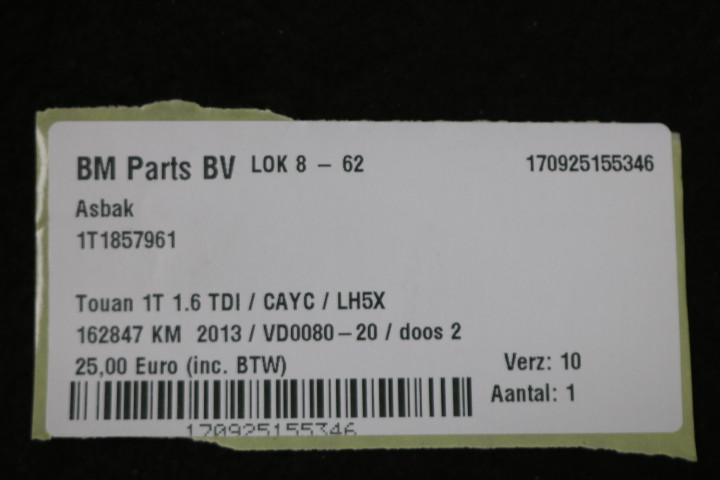 BM Parts BV LOK 8 – 62 170925155346
Asbak
1T1857961
Touan 1T 1.6 TDI / CAYC / LH5X
162847 KM 2013 / VD0080–20 / doos 2
25,00 Euro (inc. BTW) Verz: 10
Aantal: 1
170925155346